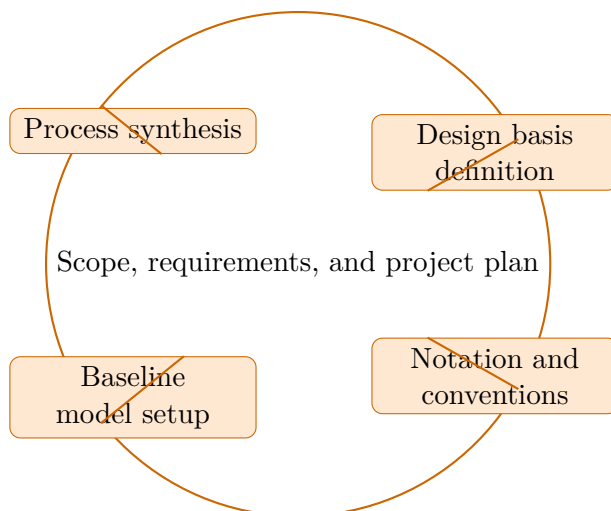 Process synthesis
Design basis
definition
Scope, requirements, and project plan
Baseline
model setup
Notation and
conventions